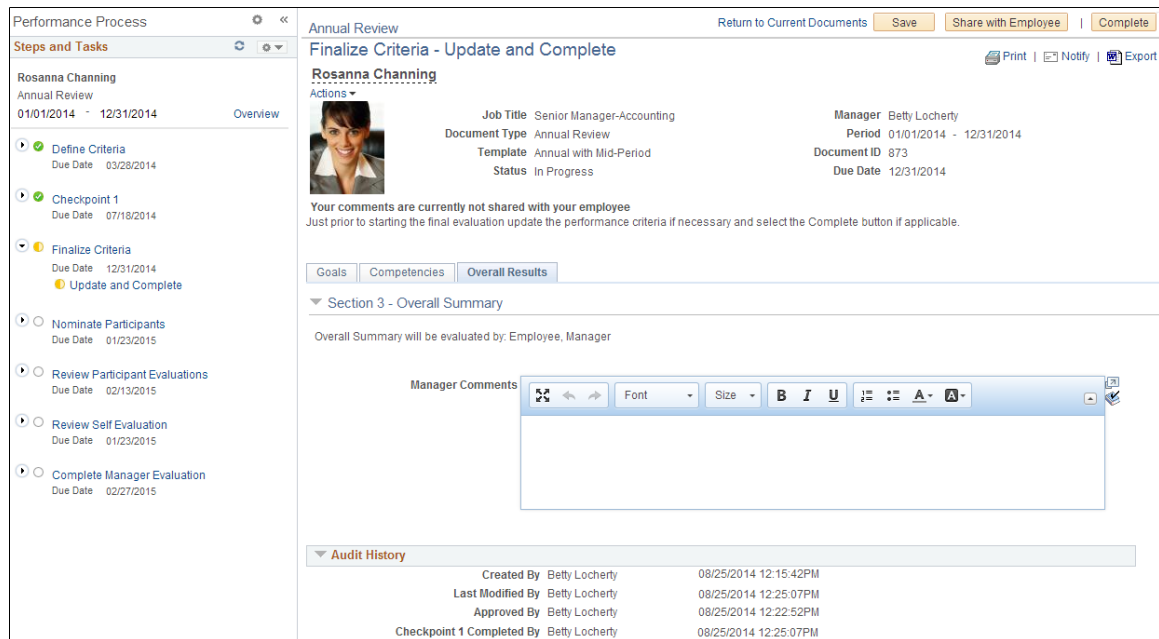 Performance Process
Steps and Tasks
Rosanna Channing
Annual Review
01/01/2014 - 12/31/2014 Overview
Define Criteria
Due Date 03/28/2014
Checkpoint 1
Due Date 07/18/2014
Finalize Criteria
Due Date 12/31/2014
Update and Complete
Nominate Participants
Due Date 01/23/2015
Review Participant Evaluations
Due Date 02/13/2015
Review Self Evaluation
Due Date 01/23/2015
Complete Manager Evaluation
Due Date 02/27/2015
Annual Review Return to Current Documents Save Share with Employee | Complete
Finalize Criteria - Update and Complete
Print | Notify | Export
Rosanna Channing
Actions
Job Title Senior Manager-Accounting Manager Betty Locherty
Document Type Annual Review Period 01/01/2014 - 12/31/2014
Template Annual with Mid-Period Document ID 873
Status In Progress Due Date 12/31/2014
Your comments are currently not shared with your employee
Just prior to starting the final evaluation update the performance criteria if necessary and select the Complete button if applicable.
Goals Competencies Overall Results
Section 3 - Overall Summary
Overall Summary will be evaluated by: Employee, Manager
Manager Comments Font Size B I U A A
Audit History
Created By Betty Locherty 08/25/2014 12:15:42PM
Last Modified By Betty Locherty 08/25/2014 12:25:07PM
Approved By Betty Locherty 08/25/2014 12:22:52PM
Checkpoint 1 Completed By Betty Locherty 08/25/2014 12:25:07PM